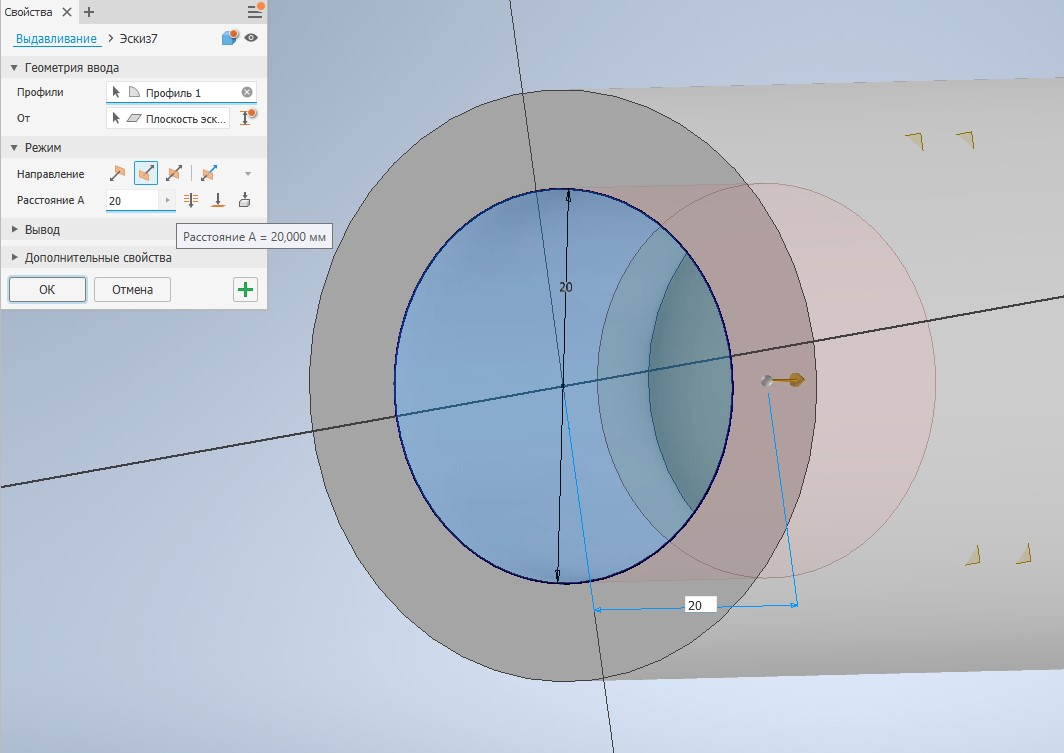 Свойства
Выдавливание > Эскиз7
Геометрия ввода
Профили
Профиль 1
От
Плоскость эск...
Режим
Направление
Расстояние A
20
Вывод
Расстояние A = 20,000 мм
Дополнительные свойства
OK
Отмена
20
20